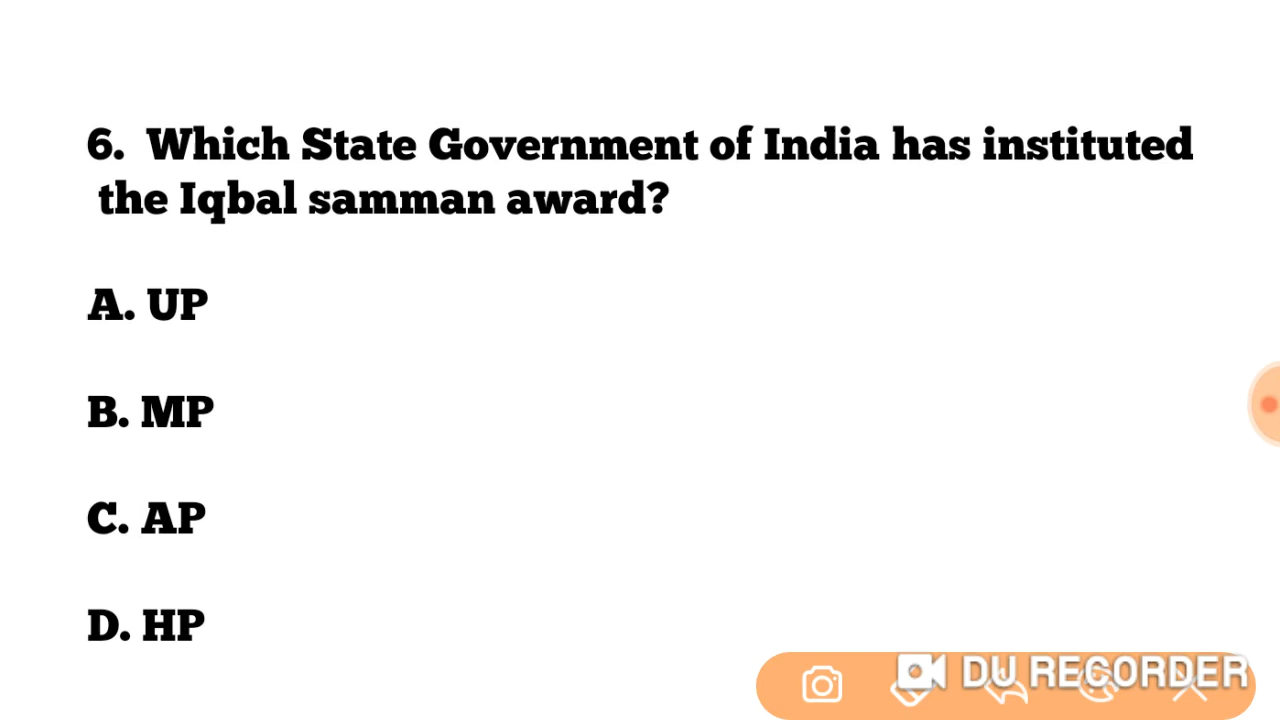 6. Which State Government of India has instituted
the Iqbal samman award?
A. UP
B. MP
C. AP
D. HP
DU RECORDER